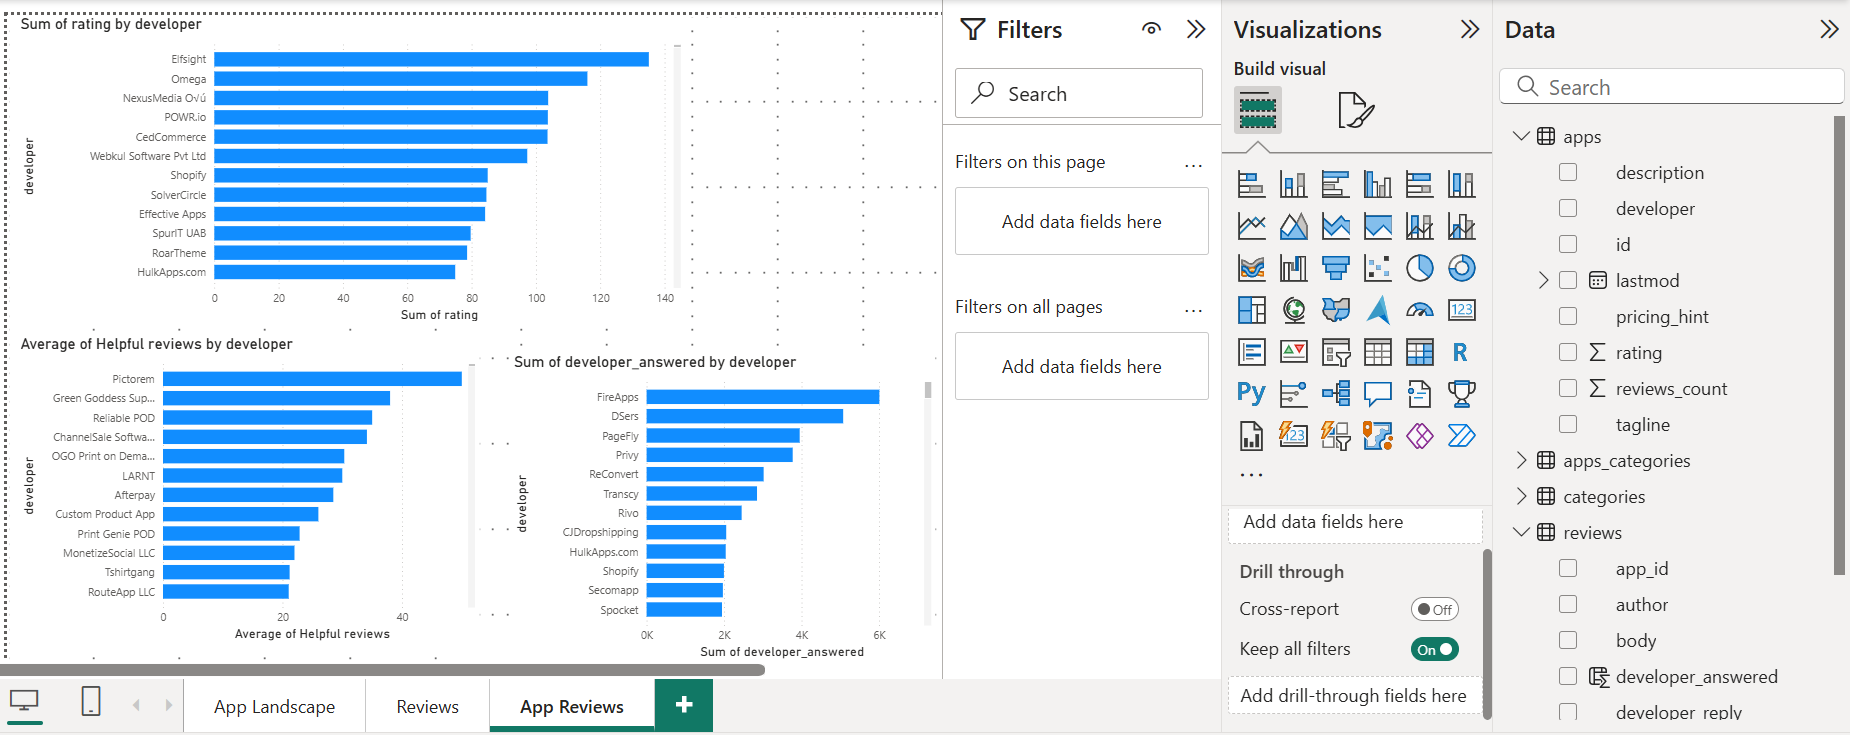 Sum of rating by developer
developer
Elfsight
Omega
NexusMedia O√ú
POWR.io
CedCommerce
Webkul Software Pvt Ltd
Shopify
SolverCircle
Effective Apps
SpurIT UAB
RoarTheme
HulkApps.com
0 20 40 60 80 100 120 140
Sum of rating
Average of Helpful reviews by developer
developer
Pictorem
Green Goddess Sup...
Reliable POD
ChannelSale Softwa...
OGO Print on Dema...
LARNT
Afterpay
Custom Product App
Print Genie POD
MonetizeSocial LLC
Tshirtgang
RouteApp LLC
0 20 40
Average of Helpful reviews
Sum of developer_answered by developer
developer
FireApps
DSers
PageFly
Privy
ReConvert
Transcy
Rivo
CJDropshipping
HulkApps.com
Shopify
Secomapp
Spocket
0K 2K 4K 6K
Sum of developer_answered
App Landscape
Reviews
App Reviews
+
Filters
Search
Filters on this page
...
Add data fields here
Filters on all pages
...
Add data fields here
Visualizations
Build visual
123
R
Py
123
...
Add data fields here
Drill through
Cross-report
Off
Keep all filters
On
Add drill-through fields here
Data
Search
apps
description
developer
id
lastmod
pricing_hint
∑ rating
∑ reviews_count
tagline
apps_categories
categories
reviews
app_id
author
body
developer_answered
developer_reply